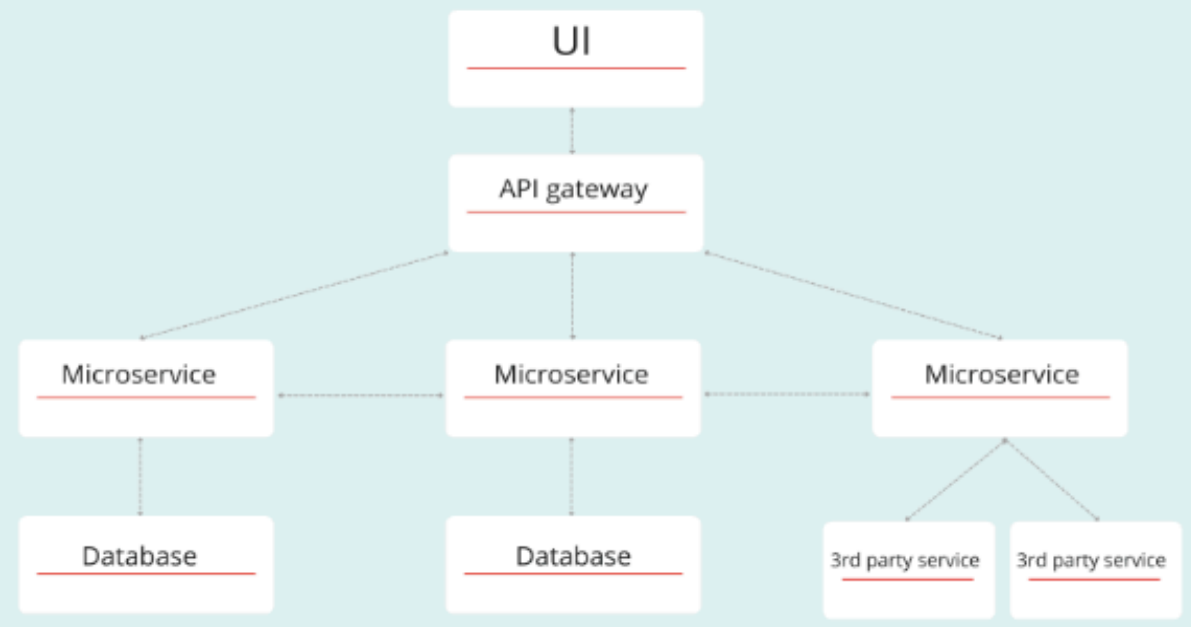 UI
API gateway
Microservice
Microservice
Microservice
Database
Database
3rd party service
3rd party service